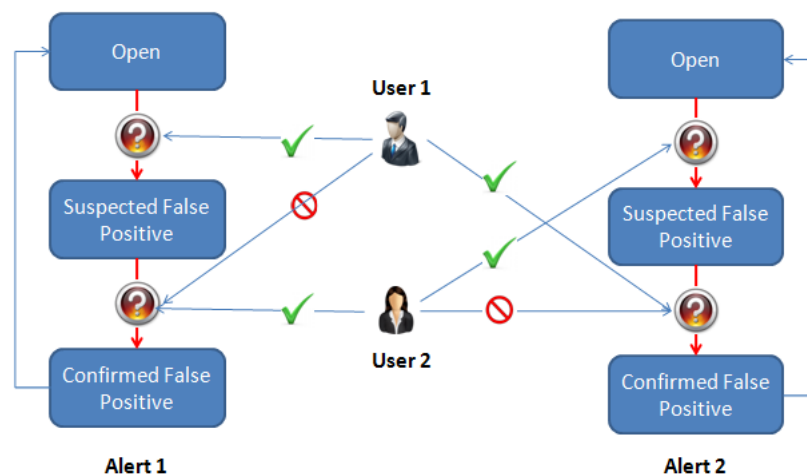 Open
Suspected False
Positive
Confirmed False
Positive
Alert 1
User 1
User 2
Open
Suspected False
Positive
Confirmed False
Positive
Alert 2
?
?
?
?